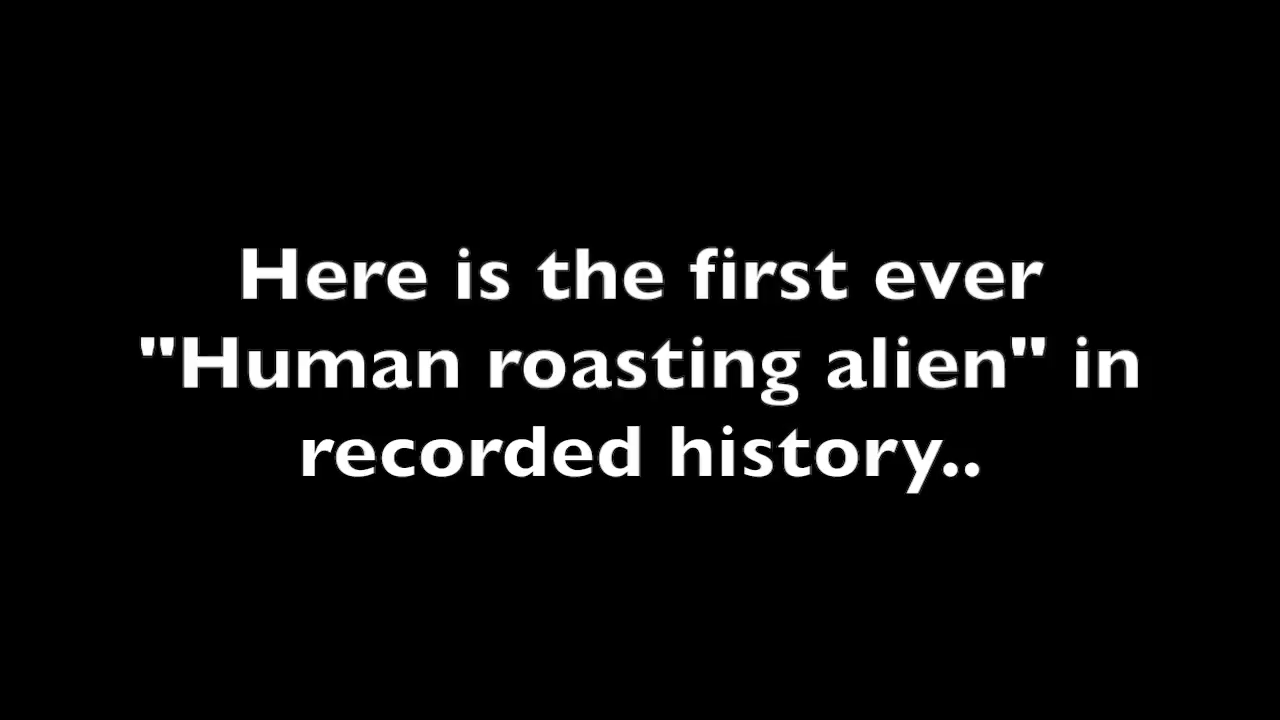 Here is the first ever
"Human roasting alien" in
recorded history..